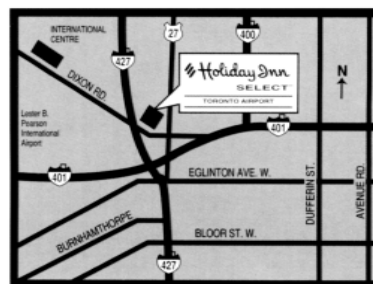 INTERNATIONAL
CENTRE
427
27
400
Holiday Inn
SELECT
TORONTO AIRPORT
N
DIXON RD.
Lester B.
Pearson
International
Airport
401
401
EGLINTON AVE. W.
BURNHAMTHORPE
BLOOR ST. W.
DUFFERIN ST.
AVENUE RD.
427